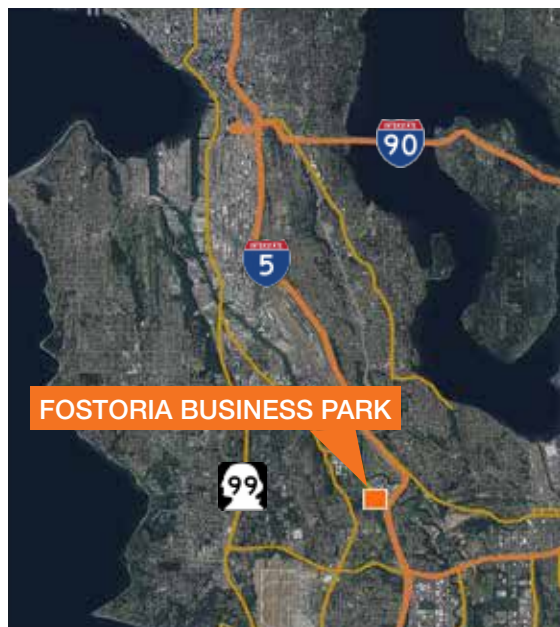 INTERSTATE
90
INTERSTATE
5
FOSTORIA BUSINESS PARK
99